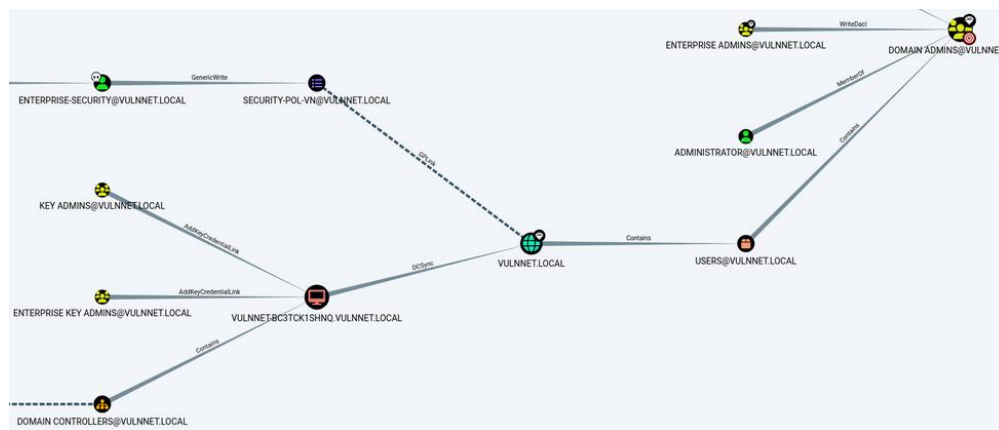 WriteDacl
ENTERPRISE ADMINS@VULNNET.LOCAL
DOMAIN ADMINS@VULNNE
GenericWrite
ENTERPRISE-SECURITY@VULNNET.LOCAL
SECURITY-POL-VN@VULNNET.LOCAL
MemberOf
ADMINISTRATOR@VULNNET.LOCAL
Contains
GPLink
KEY ADMINS@VULNNET.LOCAL
AddKeyCredentialLink
Contains
VULNNET.LOCAL
USERS@VULNNET.LOCAL
DCSync
AddKeyCredentialLink
ENTERPRISE KEY ADMINS@VULNNET.LOCAL
VULNNET-BC3TCK1SHNQ.VULNNET.LOCAL
Contains
DOMAIN CONTROLLERS@VULNNET.LOCAL